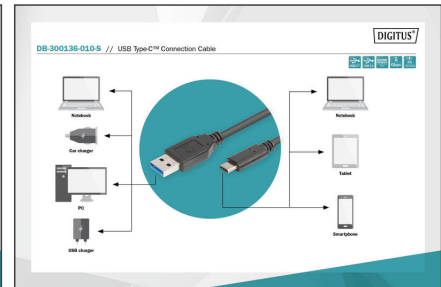 DIGITUS®
DB-300136-010-S // USB Type-C™ Connection Cable
Notebook
Car charger
PC
USB charger
Notebook
Tablet
Smartphone